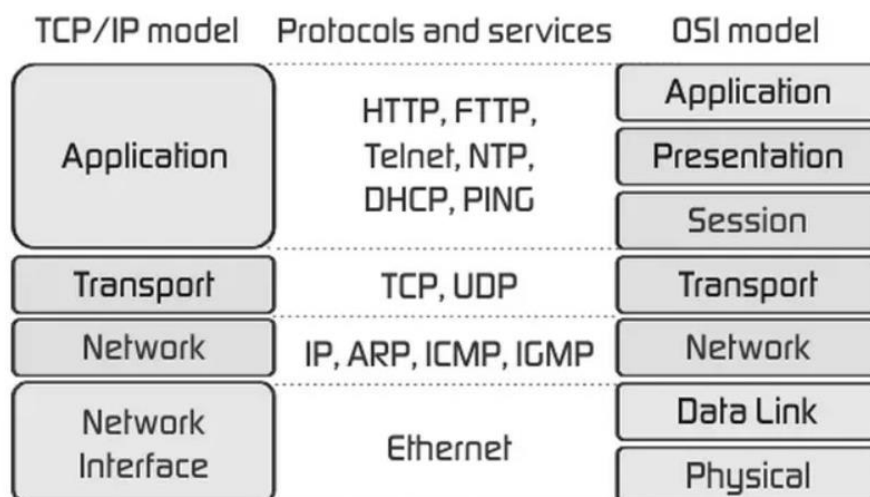 TCP/IP model
Protocols and services
OSI model
Application
HTTP, FTTP,
Telnet, NTP,
DHCP, PING
Application
Presentation
Session
Transport
TCP, UDP
Transport
Network
IP, ARP, ICMP, IGMP
Network
Network
Interface
Ethernet
Data Link
Physical